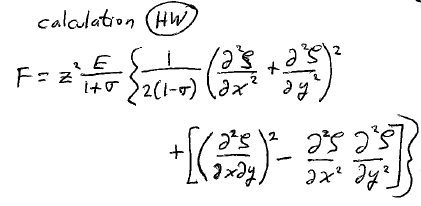 calculation (HW)
F = z² E/(1+σ) { 1/(2(1-σ)) (∂²ζ/∂x² + ∂²ζ/∂y²)²
+ [(∂²ζ/∂x∂y)² - ∂²ζ/∂x² ∂²ζ/∂y²] }